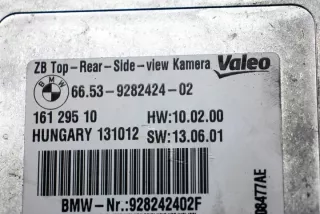 ZB Top-Rear-Side-view Kamera Valeo
BMW 66.53-9282424-02
161 295 10 HW:10.02.00
HUNGARY 131012 SW:13.06.01
BMW-Nr.:928242402F